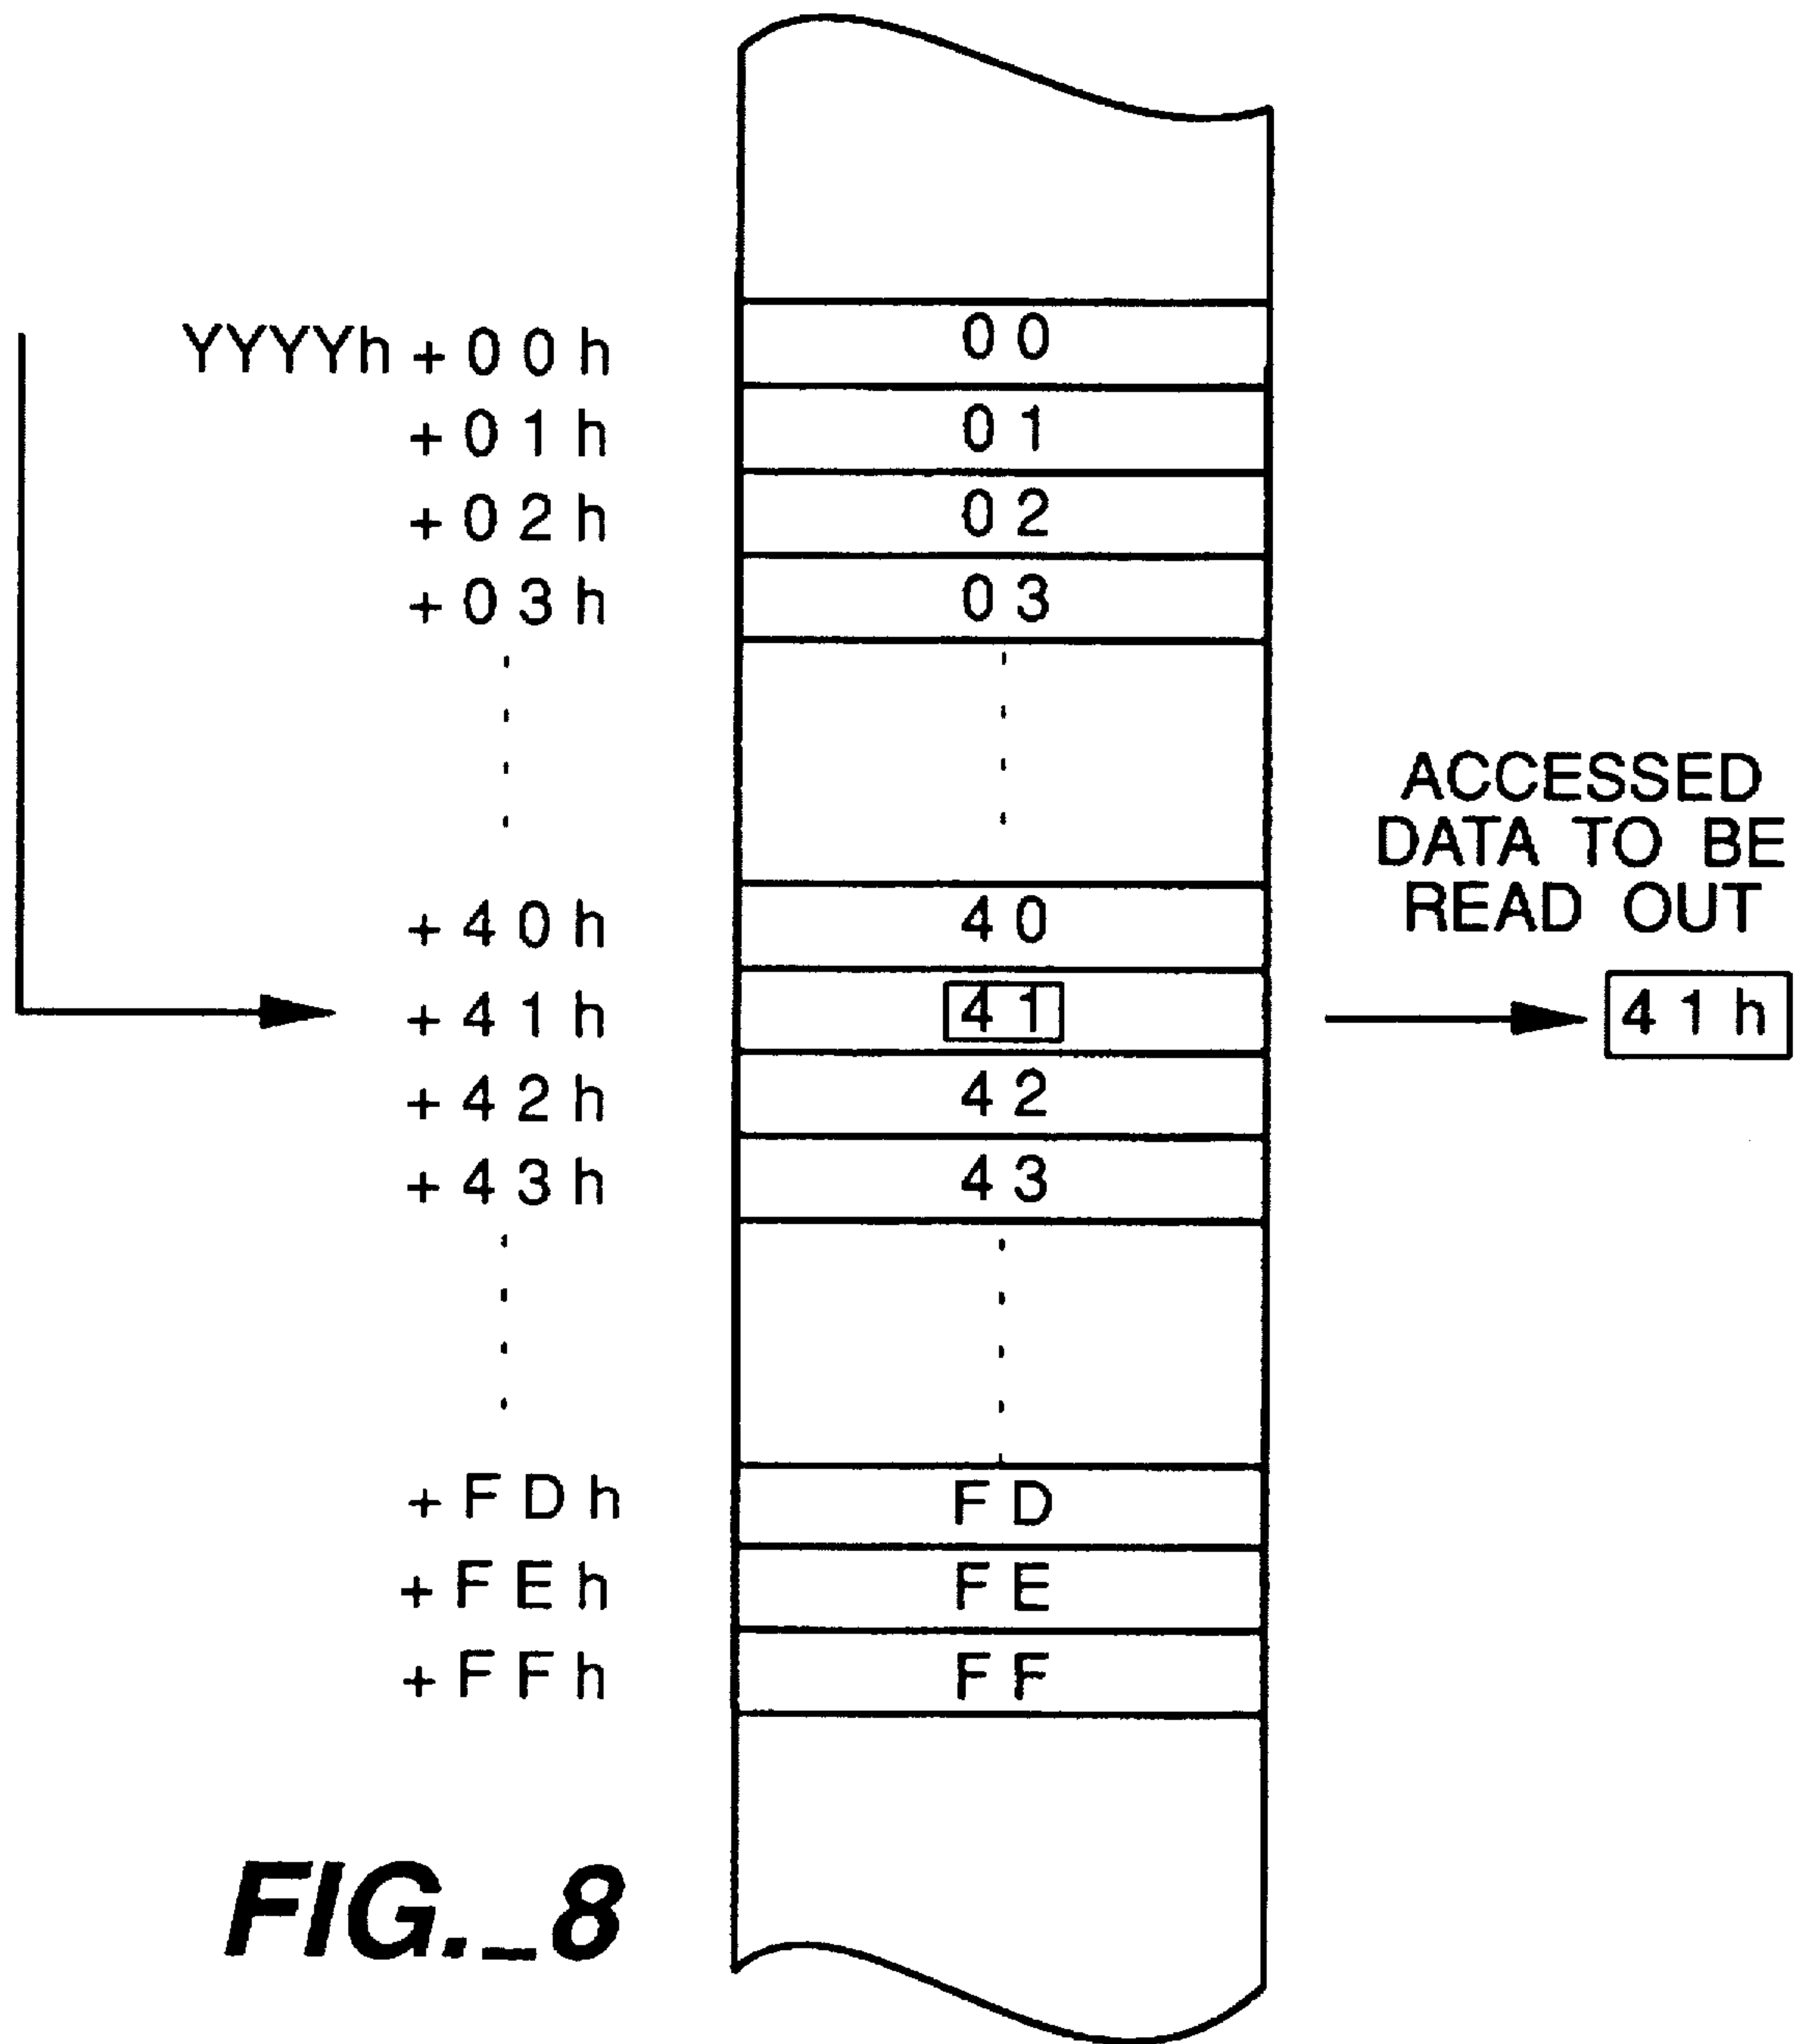 YYYYh +00h 00
+01h 01
+02h 02
+03h 03
ACCESSED
DATA TO BE
READ OUT
+40h 40
+41h 41 41h
+42h 42
+43h 43
+FDh FD
+FEh FE
+FFh FF
FIG._8